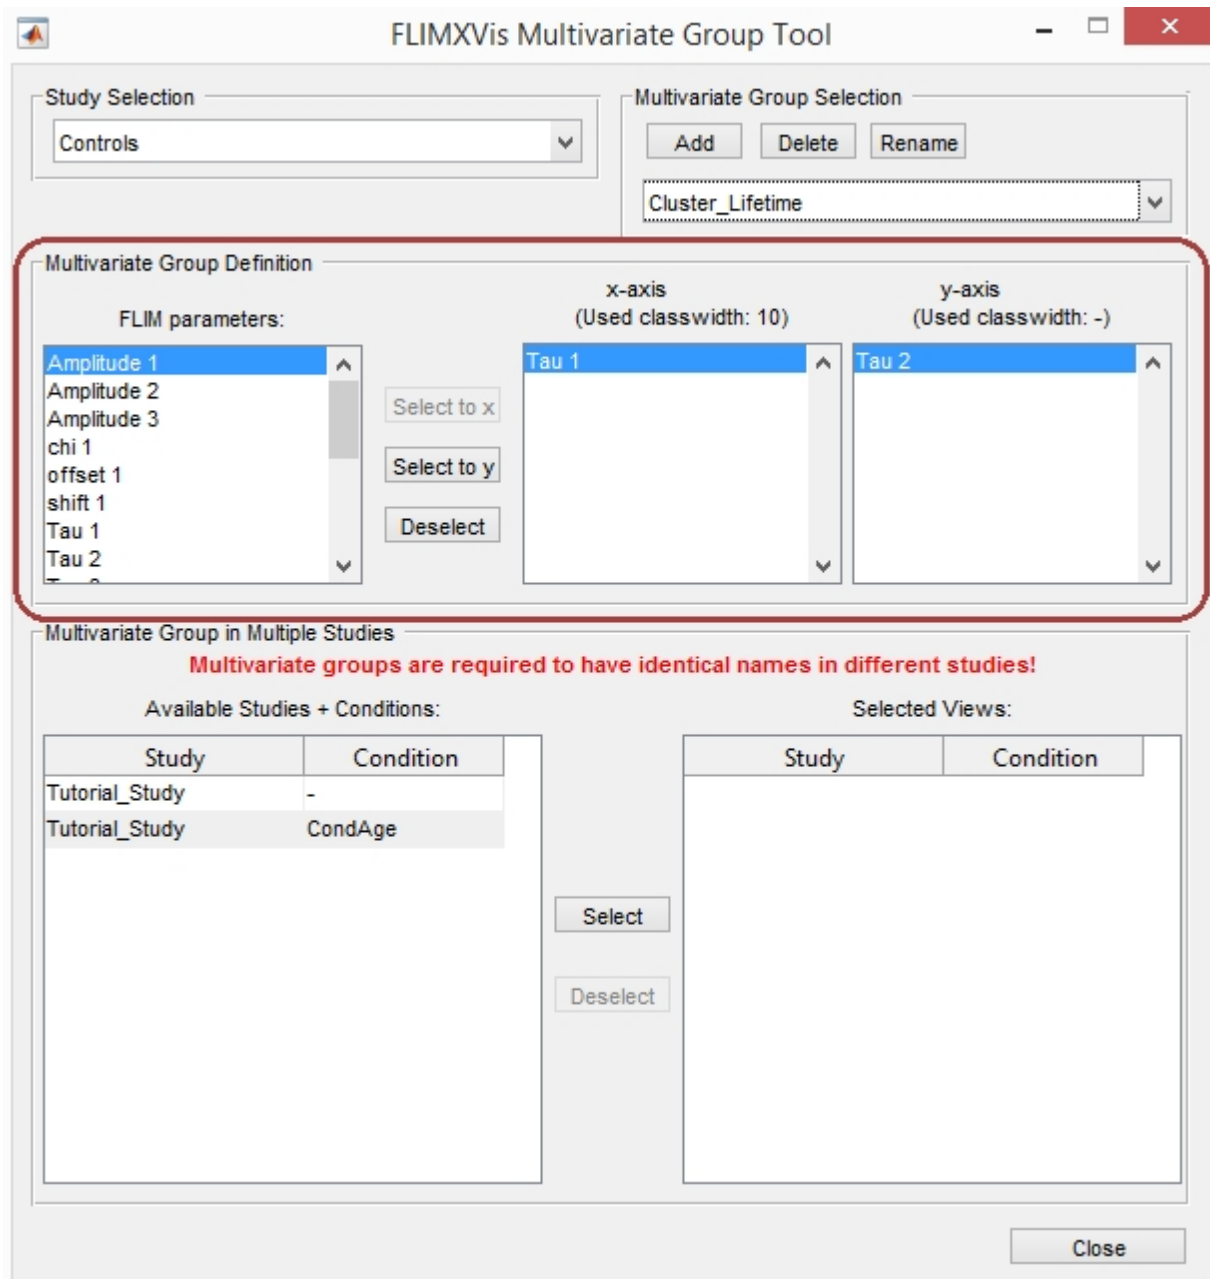 FLIMXVis Multivariate Group Tool
Study Selection
Controls
Multivariate Group Selection
Add Delete Rename
Cluster_Lifetime
Multivariate Group Definition
FLIM parameters:
Amplitude 1
Amplitude 2
Amplitude 3
chi 1
offset 1
shift 1
Tau 1
Tau 2
Select to x
Select to y
Deselect
x-axis
(Used classwidth: 10)
Tau 1
y-axis
(Used classwidth: -)
Tau 2
Multivariate Group in Multiple Studies
Multivariate groups are required to have identical names in different studies!
Available Studies + Conditions:
Study Condition
Tutorial_Study -
Tutorial_Study CondAge
Select
Deselect
Selected Views:
Study Condition
Close